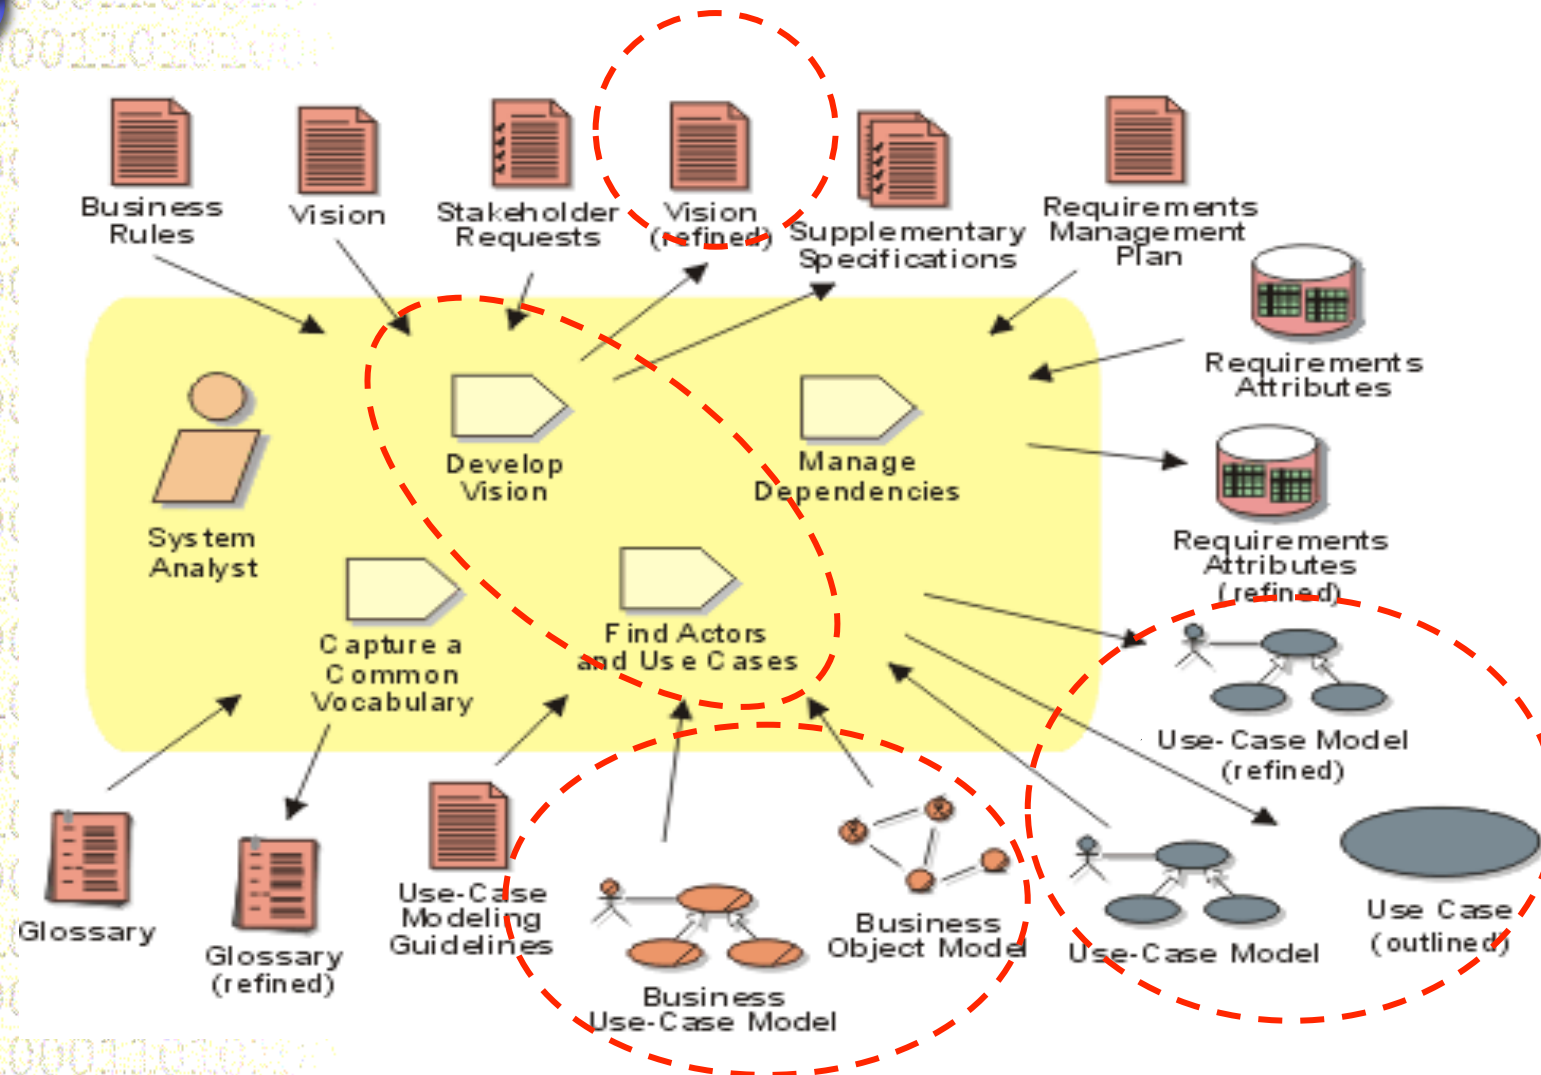 001101010
Business
Rules
Vision
Stakeholder
Requests
Vision
(refined)
Supplementary
Specifications
Requirements
Management
Plan
Requirements
Attributes
Develop
Vision
Manage
Dependencies
System
Analyst
Requirements
Attributes
(refined)
Capture a
Common
Vocabulary
Find Actors
and Use Cases
Use-Case Model
(refined)
Glossary
Glossary
(refined)
Use-Case
Modeling
Guidelines
Business
Use-Case Model
Business
Object Model
Use-Case Model
Use Case
(outlined)